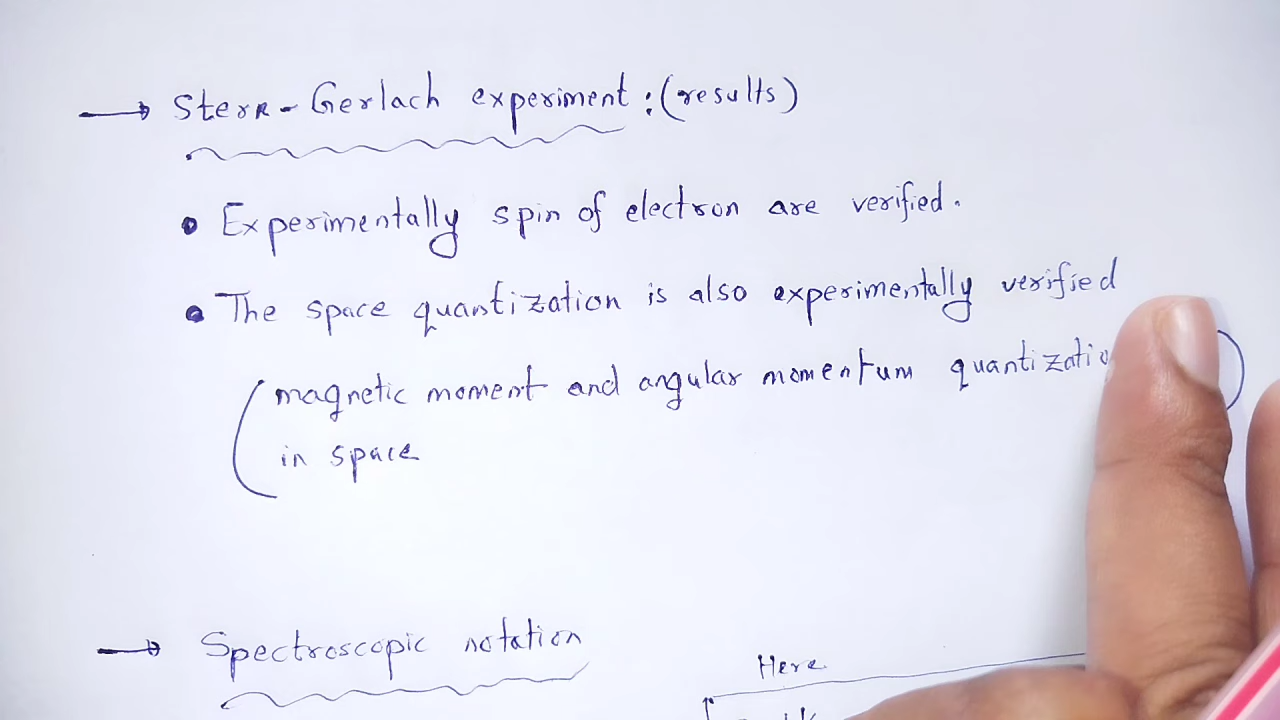 → Stern-Gerlach experiment :(results)
• Experimentally spin of electron are verified.
• The space quantization is also experimentally verified
(magnetic moment and angular momentum quantizatio )
in space
→ Spectroscopic notation
Here